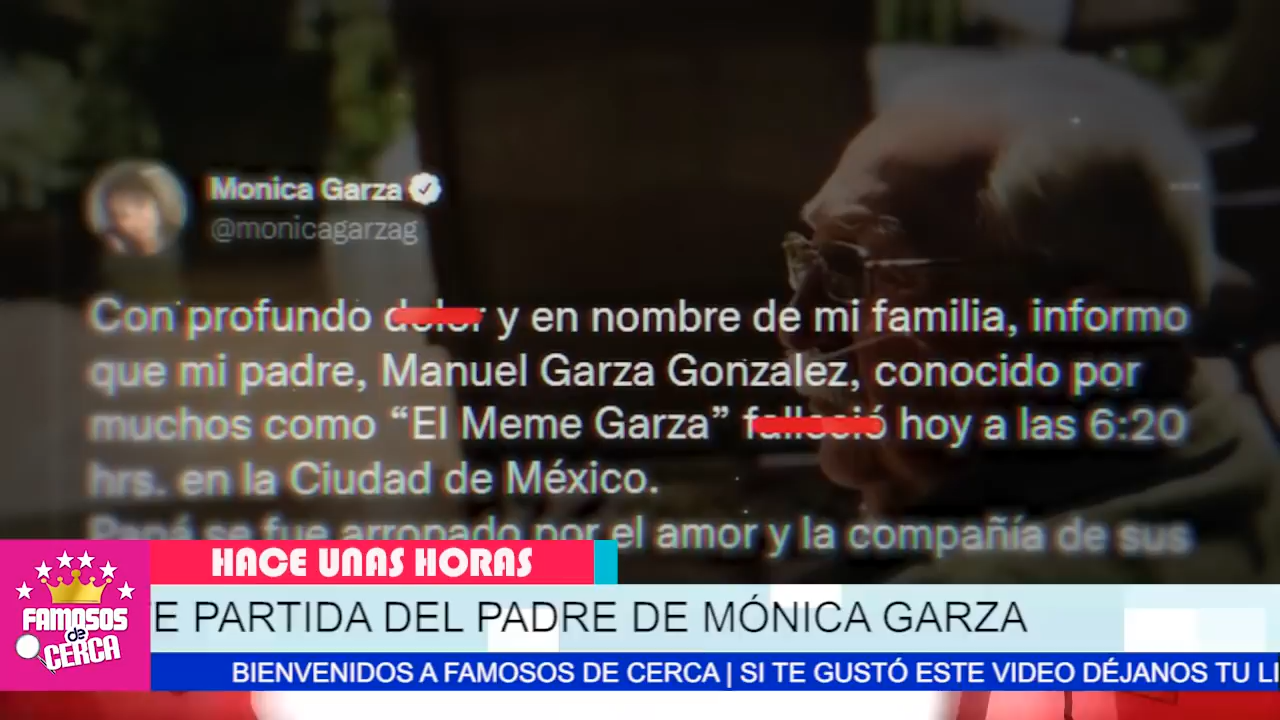 Monica Garza
@monicagarzag
Con profundo dolor y en nombre de mi familia, informo
que mi padre, Manuel Garza Gonzalez, conocido por
muchos como “El Meme Garza” falleció hoy a las 6:20
hrs. en la Ciudad de México.
Papá se fue arropado por el amor y la compañía de sus
HACE UNAS HORAS
FAMOSOS
de
CERCA
E PARTIDA DEL PADRE DE MÓNICA GARZA
BIENVENIDOS A FAMOSOS DE CERCA | SI TE GUSTÓ ESTE VIDEO DÉJANOS TU LI